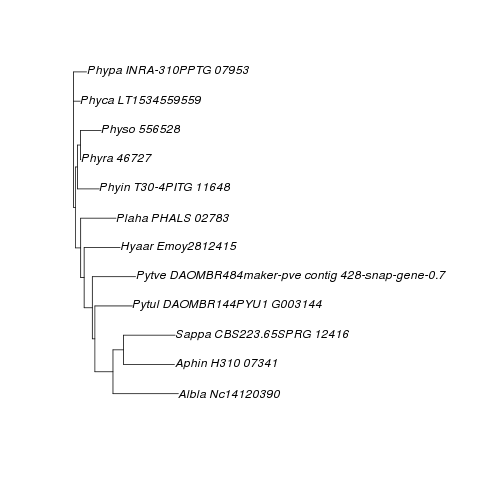 Phypa INRA-310PPTG 07953
Phyca LT1534559559
Physo 556528
Phyra 46727
Phyin T30-4PITG 11648
Plaha PHALS 02783
Hyaar Emoy2812415
Pytve DAOMBR484maker-pve contig 428-snap-gene-0.7
Pytul DAOMBR144PYU1 G003144
Sappa CBS223.65SPRG 12416
Aphin H310 07341
Albla Nc14120390